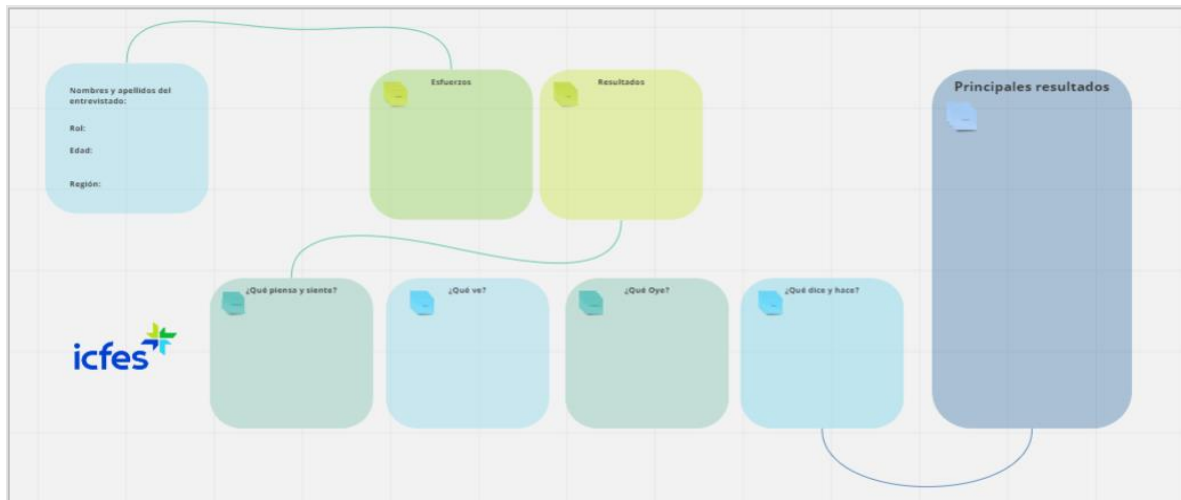 Nombres y apellidos del
entrevistado:
Rol:
Edad:
Región:
Esfuerzos
Resultados
Principales resultados
¿Qué piensa y siente?
¿Qué ve?
¿Qué Oye?
¿Qué dice y hace?
icfes